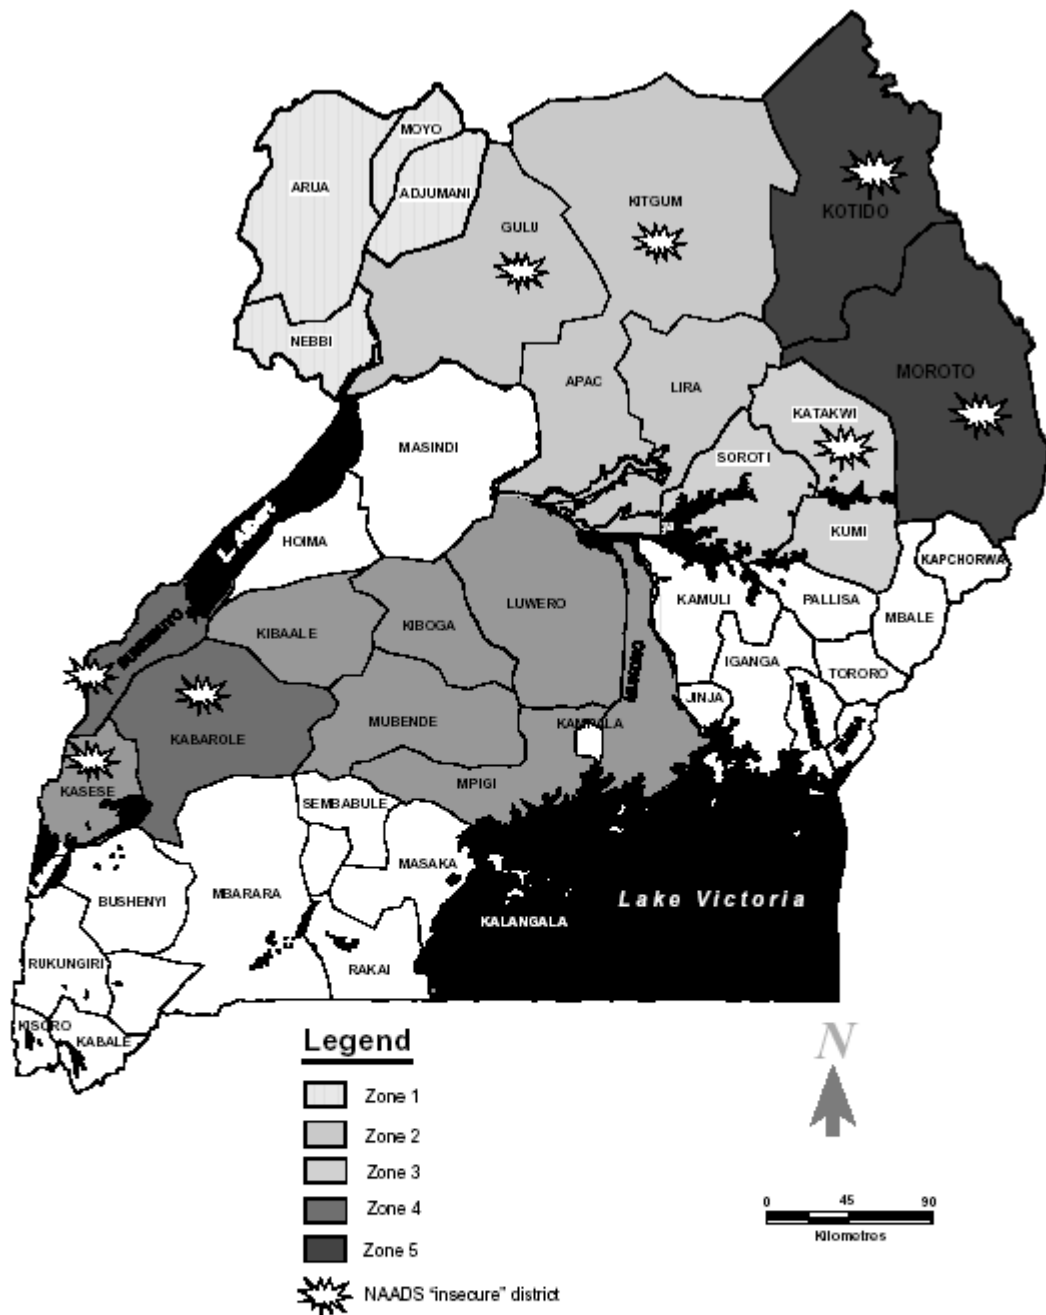 MOYO
ARUA
ADJUMANI
KITGUM
KOTIDO
GULU
NEBBI
APAC
LIRA
MOROTO
KATAKWI
MASINDI
SOROTI
KUMI
HOIMA
KAPCHORWA
LUWERO
KAMULI
PALLISA
MBALE
KIBAALE
KIBOGA
IGANGA
TORORO
JINJA
KABAROLE
MUBENDE
KAMPALA
MPIGI
KASESE
SEMBABULE
MASAKA
MBARARA
BUSHENYI
Lake Victoria
KALANGALA
RUKUNGIRI
RAKAI
KISORO
KABALE
Legend
N
Zone 1
Zone 2
Zone 3
Zone 4
Zone 5
0 45 90
Kilometres
NAADS "insecure" district